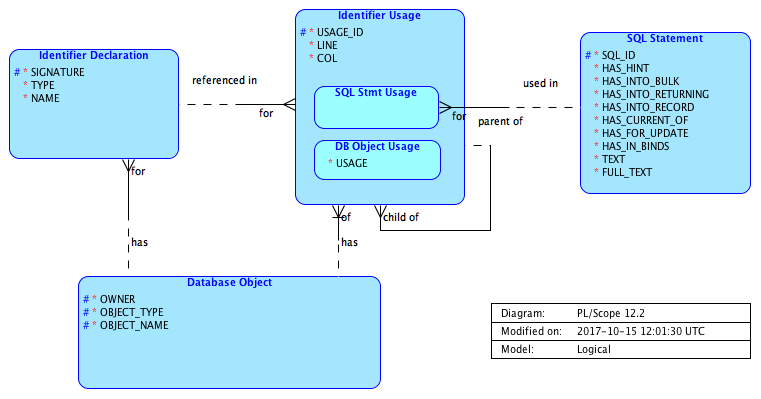 Identifier Usage
# * USAGE_ID
* LINE
* COL
SQL Stmt Usage
DB Object Usage
* USAGE
Identifier Declaration
# * SIGNATURE
* TYPE
* NAME
SQL Statement
# * SQL_ID
* HAS_HINT
* HAS_INTO_BULK
* HAS_INTO_RETURNING
* HAS_INTO_RECORD
* HAS_CURRENT_OF
* HAS_FOR_UPDATE
* HAS_IN_BINDS
* TEXT
* FULL_TEXT
referenced in
for
used in
for
parent of
child of
for
has
of
has
Database Object
# * OWNER
# * OBJECT_TYPE
# * OBJECT_NAME
Diagram: PL/Scope 12.2
Modified on: 2017-10-15 12:01:30 UTC
Model: Logical